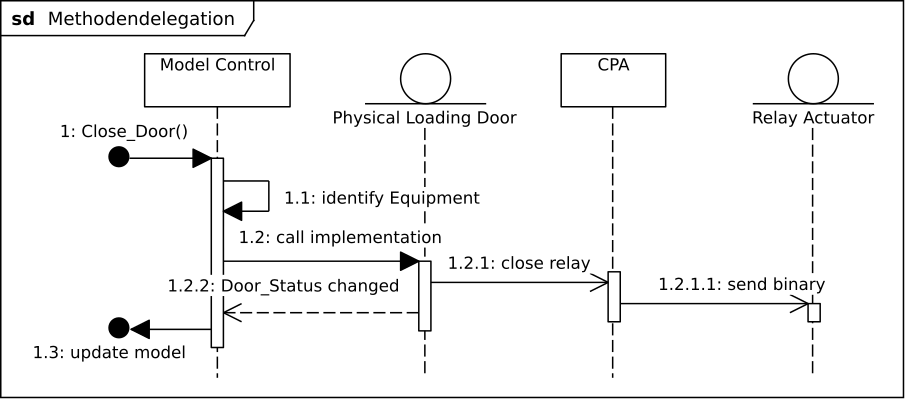 sd Methodendelegation
Model Control
CPA
Physical Loading Door
Relay Actuator
1: Close_Door()
1.1: identify Equipment
1.2: call implementation
1.2.1: close relay
1.2.2: Door_Status changed
1.2.1.1: send binary
1.3: update model